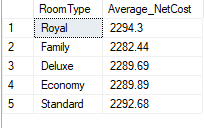 RoomType Average_NetCost
1 Royal 2294.3
2 Family 2282.44
3 Deluxe 2289.69
4 Economy 2289.89
5 Standard 2292.68